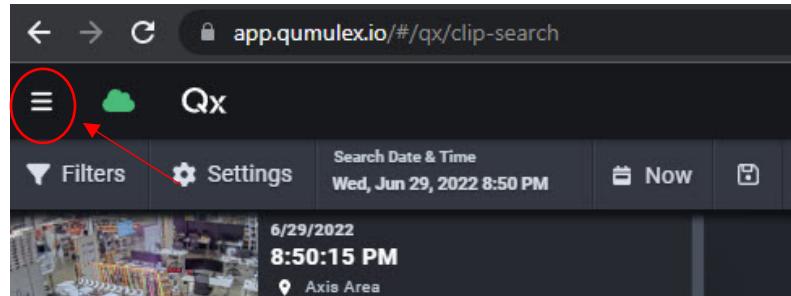 app.qumulex.io/#/qx/clip-search
Qx
Filters
Settings
Search Date & Time
Wed, Jun 29, 2022 8:50 PM
Now
6/29/2022
8:50:15 PM
Axis Area